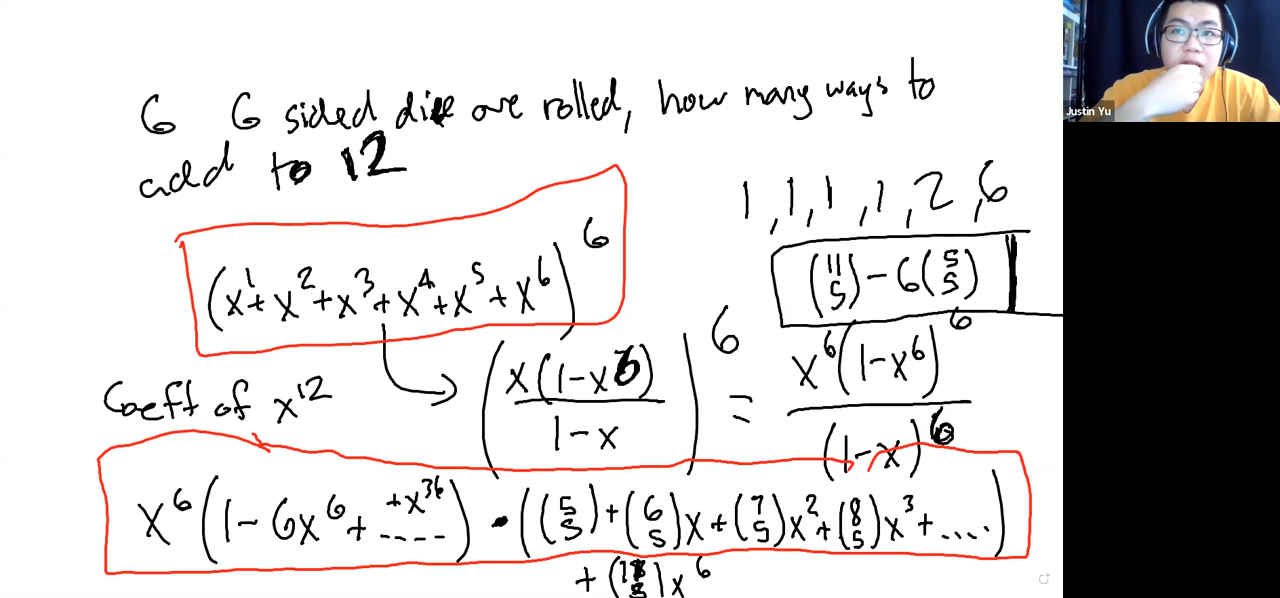 6 6 sided dice are rolled, how many ways to
add to 12
1, 1, 1, 1, 2, 6
(x^1 + x^2 + x^3 + x^4 + x^5 + x^6)^6
(11 5) - 6(5 5)
Coeff of x^12
(x(1-x^6) / 1-x)^6 = x^6(1-x^6)^6 / (1-x)^6
x^6(1 - 6x^6 + .... + x^36) · ((5 5) + (6 5)x + (7 5)x^2 + (8 5)x^3 + ....)
Justin Yu